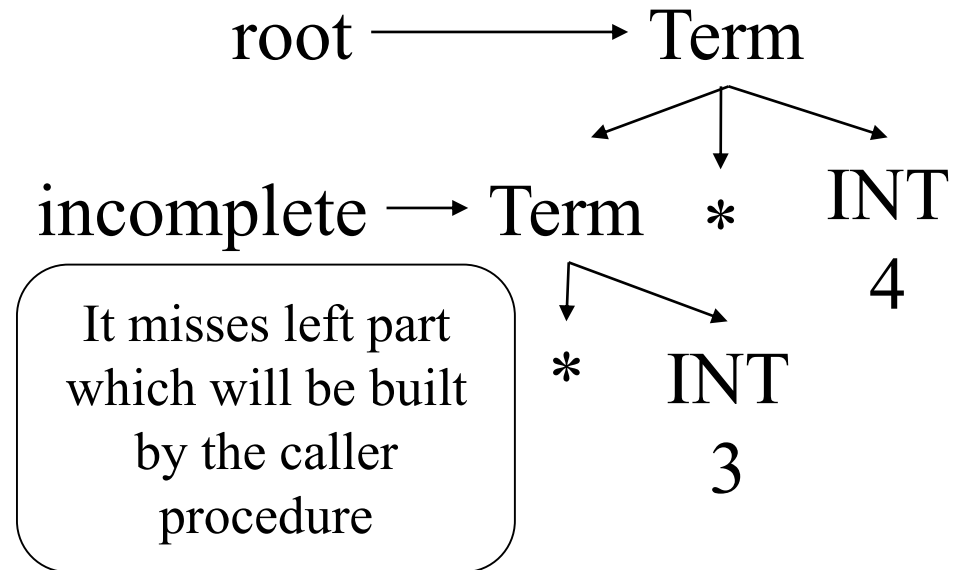 root Term
incomplete Term * INT
4
It misses left part
which will be built
by the caller
procedure
* INT
3